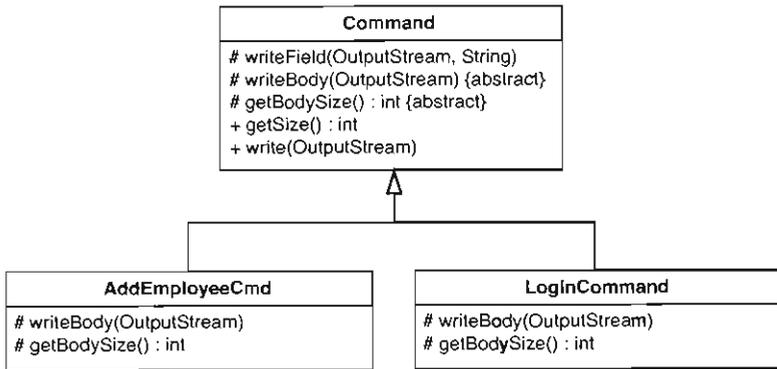 Command
# writeField(OutputStream, String)
# writeBody(OutputStream) {abstract}
# getBodySize() : int {abstract}
+ getSize() : int
+ write(OutputStream)
AddEmployeeCmd
# writeBody(OutputStream)
# getBodySize() : int
LoginCommand
# writeBody(OutputStream)
# getBodySize() : int